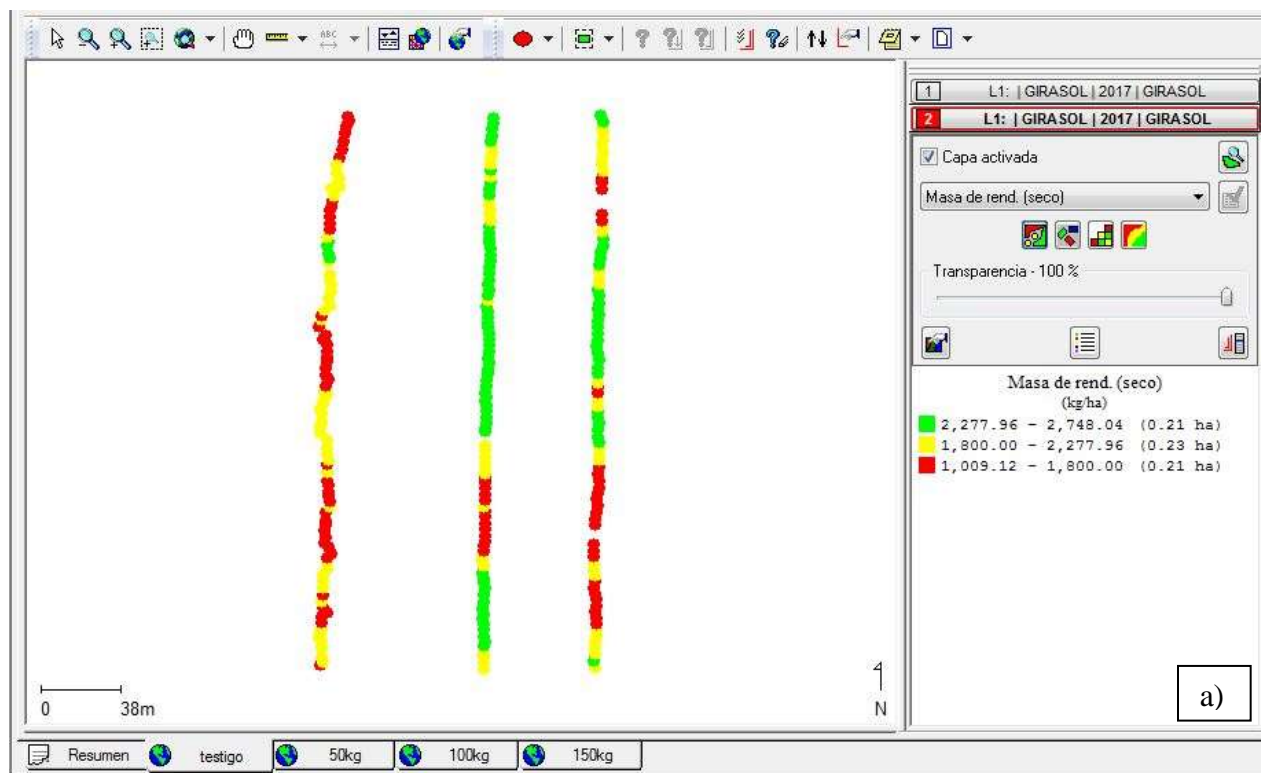 ABC
1 L1: | GIRASOL | 2017 | GIRASOL
2 L1: | GIRASOL | 2017 | GIRASOL
Capa activada
Masa de rend. (seco)
Transparencia - 100 %
Masa de rend. (seco)
(kg/ha)
2,277.96 - 2,748.04 (0.21 ha)
1,800.00 - 2,277.96 (0.23 ha)
1,009.12 - 1,800.00 (0.21 ha)
0 38m
N
a)
Resumen testigo 50kg 100kg 150kg